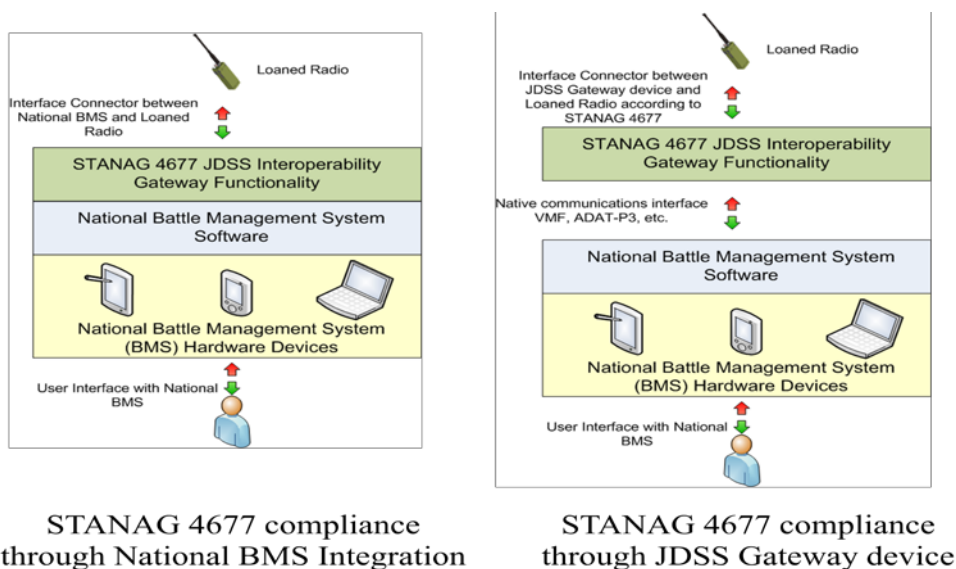 Loaned Radio
Interface Connector between
National BMS and Loaned
Radio
STANAG 4677 JDSS Interoperability
Gateway Functionality
National Battle Management System
Software
National Battle Management System
(BMS) Hardware Devices
User Interface with National
BMS
STANAG 4677 compliance
through National BMS Integration
Loaned Radio
Interface Connector between
JDSS Gateway device and
Loaned Radio according to
STANAG 4677
STANAG 4677 JDSS Interoperability
Gateway Functionality
Native communications interface
VMF, ADAT-P3, etc.
National Battle Management System
Software
National Battle Management System
(BMS) Hardware Devices
User Interface with National
BMS
STANAG 4677 compliance
through JDSS Gateway device